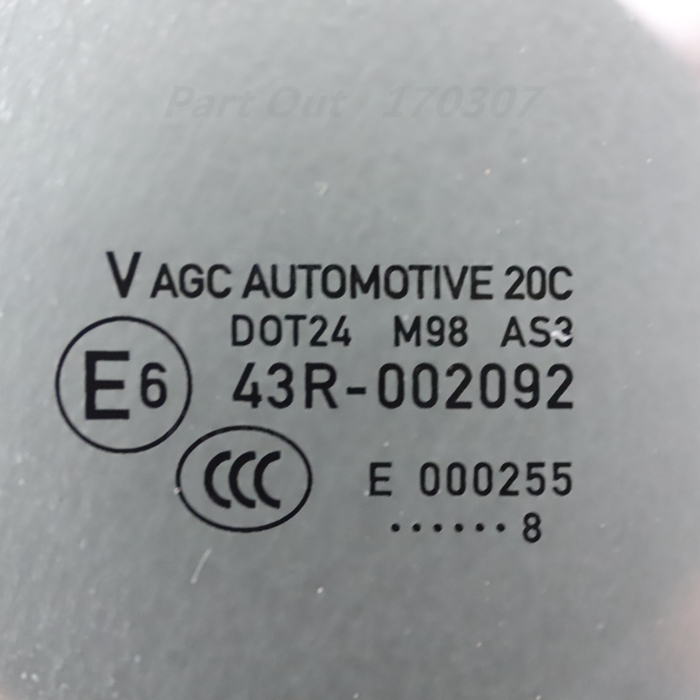 Part Out 170307
V AGC AUTOMOTIVE 20C
DOT24 M98 AS3
E6 43R-002092
CCC E 000255
......8